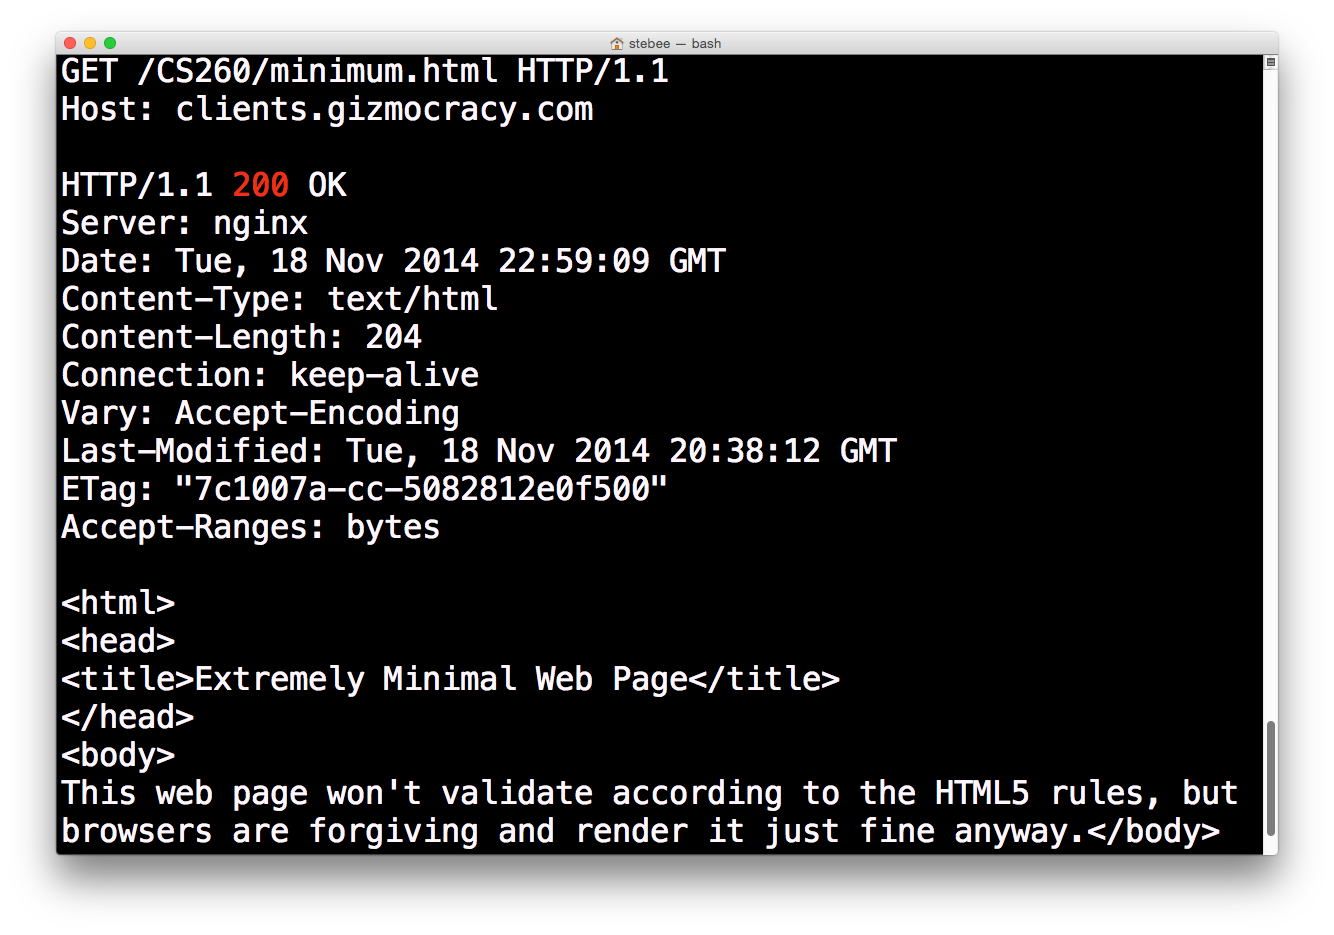 stebee — bash
GET /CS260/minimum.html HTTP/1.1
Host: clients.gizmocracy.com
HTTP/1.1 200 OK
Server: nginx
Date: Tue, 18 Nov 2014 22:59:09 GMT
Content-Type: text/html
Content-Length: 204
Connection: keep-alive
Vary: Accept-Encoding
Last-Modified: Tue, 18 Nov 2014 20:38:12 GMT
ETag: "7c1007a-cc-5082812e0f500"
Accept-Ranges: bytes
<html>
<head>
<title>Extremely Minimal Web Page</title>
</head>
<body>
This web page won't validate according to the HTML5 rules, but
browsers are forgiving and render it just fine anyway.</body>